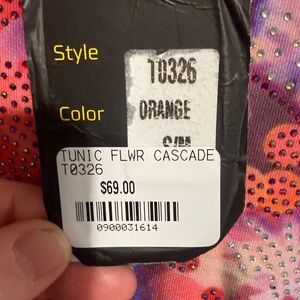 Style T0326
Color ORANGE
S/M
TUNIC FLWR CASCADE
T0326
$69.00
0900031614